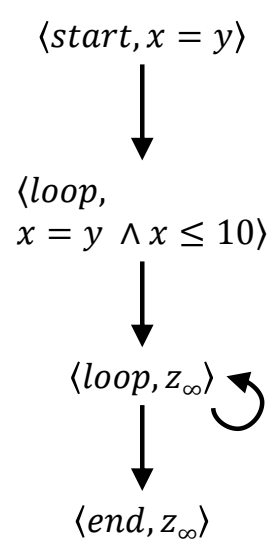 ⟨start, x = y⟩
⟨loop,
x = y ∧ x ≤ 10⟩
⟨loop, z∞⟩
⟨end, z∞⟩